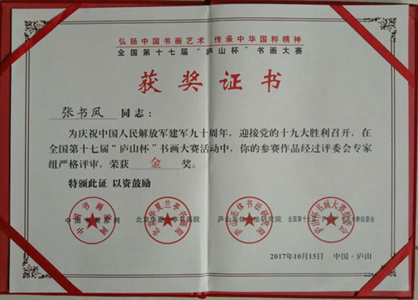 弘扬中国书画艺术 传承中华国粹精神
全国第十七届“庐山杯”书画大赛
获奖证书
张书凤 同志：
为庆祝中国人民解放军建军九十周年，迎接党的十九大胜利召开，在
全国第十七届“庐山杯”书画大赛活动中，你的参赛作品经过评委会专家
组严格评审，荣获 金 奖。
特颁此证 以资鼓励
2017年10月15日 中国·庐山